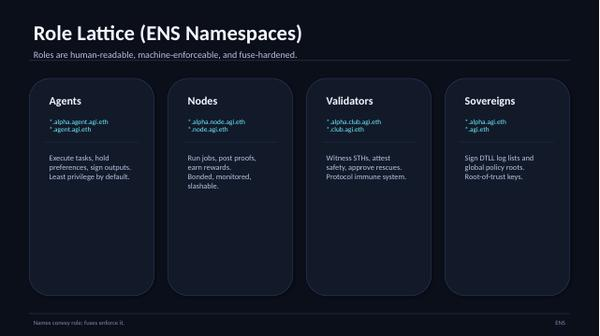 Role Lattice (ENS Namespaces)
Roles are human-readable, machine-enforceable, and fuse-hardened.
Agents
*.alpha.agent.agi.eth
*.agent.agi.eth
Execute tasks, hold
preferences, sign outputs.
Least privilege by default.
Nodes
*.alpha.node.agi.eth
*.node.agi.eth
Run jobs, post proofs,
earn rewards.
Bonded, monitored,
slashable.
Validators
*.alpha.club.agi.eth
*.club.agi.eth
Witness STHs, attest
safety, approve rescues.
Protocol immune system.
Sovereigns
*.alpha.agi.eth
*.agi.eth
Sign DTLL log lists and
global policy roots.
Root-of-trust keys.
Names convey role; fuses enforce it.
ENS